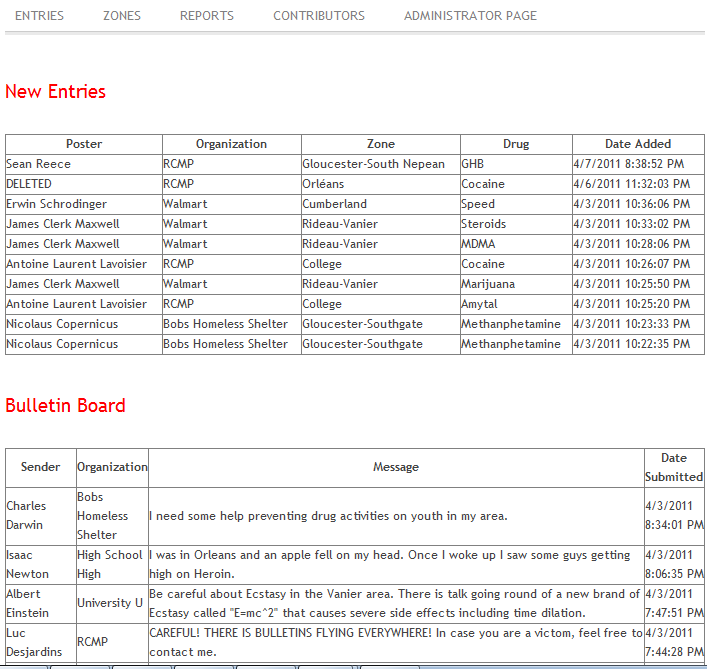 ENTRIES ZONES REPORTS CONTRIBUTORS ADMINISTRATOR PAGE
New Entries
Poster Organization Zone Drug Date Added
Sean Reece RCMP Gloucester-South Nepean GHB 4/7/2011 8:38:52 PM
DELETED RCMP Orléans Cocaine 4/6/2011 11:32:03 PM
Erwin Schrodinger Walmart Cumberland Speed 4/3/2011 10:36:06 PM
James Clerk Maxwell Walmart Rideau-Vanier Steroids 4/3/2011 10:33:02 PM
James Clerk Maxwell Walmart Rideau-Vanier MDMA 4/3/2011 10:28:06 PM
Antoine Laurent Lavoisier RCMP College Cocaine 4/3/2011 10:26:07 PM
James Clerk Maxwell Walmart Rideau-Vanier Marijuana 4/3/2011 10:25:50 PM
Antoine Laurent Lavoisier RCMP College Amytal 4/3/2011 10:25:20 PM
Nicolaus Copernicus Bobs Homeless Shelter Gloucester-Southgate Methanphetamine 4/3/2011 10:23:33 PM
Nicolaus Copernicus Bobs Homeless Shelter Gloucester-Southgate Methanphetamine 4/3/2011 10:22:35 PM
Bulletin Board
Sender Organization Message Date
Submitted
Charles
Darwin
Bobs
Homeless
Shelter
I need some help preventing drug activities on youth in my area.
4/3/2011
8:34:01 PM
Isaac
Newton
High School
High
I was in Orleans and an apple fell on my head. Once I woke up I saw some guys getting
high on Heroin.
4/3/2011
8:06:35 PM
Albert
Einstein
University U
Be careful about Ecstasy in the Vanier area. There is talk going round of a new brand of
Ecstasy called "E=mc^2" that causes severe side effects including time dilation.
4/3/2011
7:47:51 PM
Luc
Desjardins
RCMP
CAREFUL! THERE IS BULLETINS FLYING EVERYWHERE! In case you are a victom, feel free to
contact me.
4/3/2011
7:44:28 PM